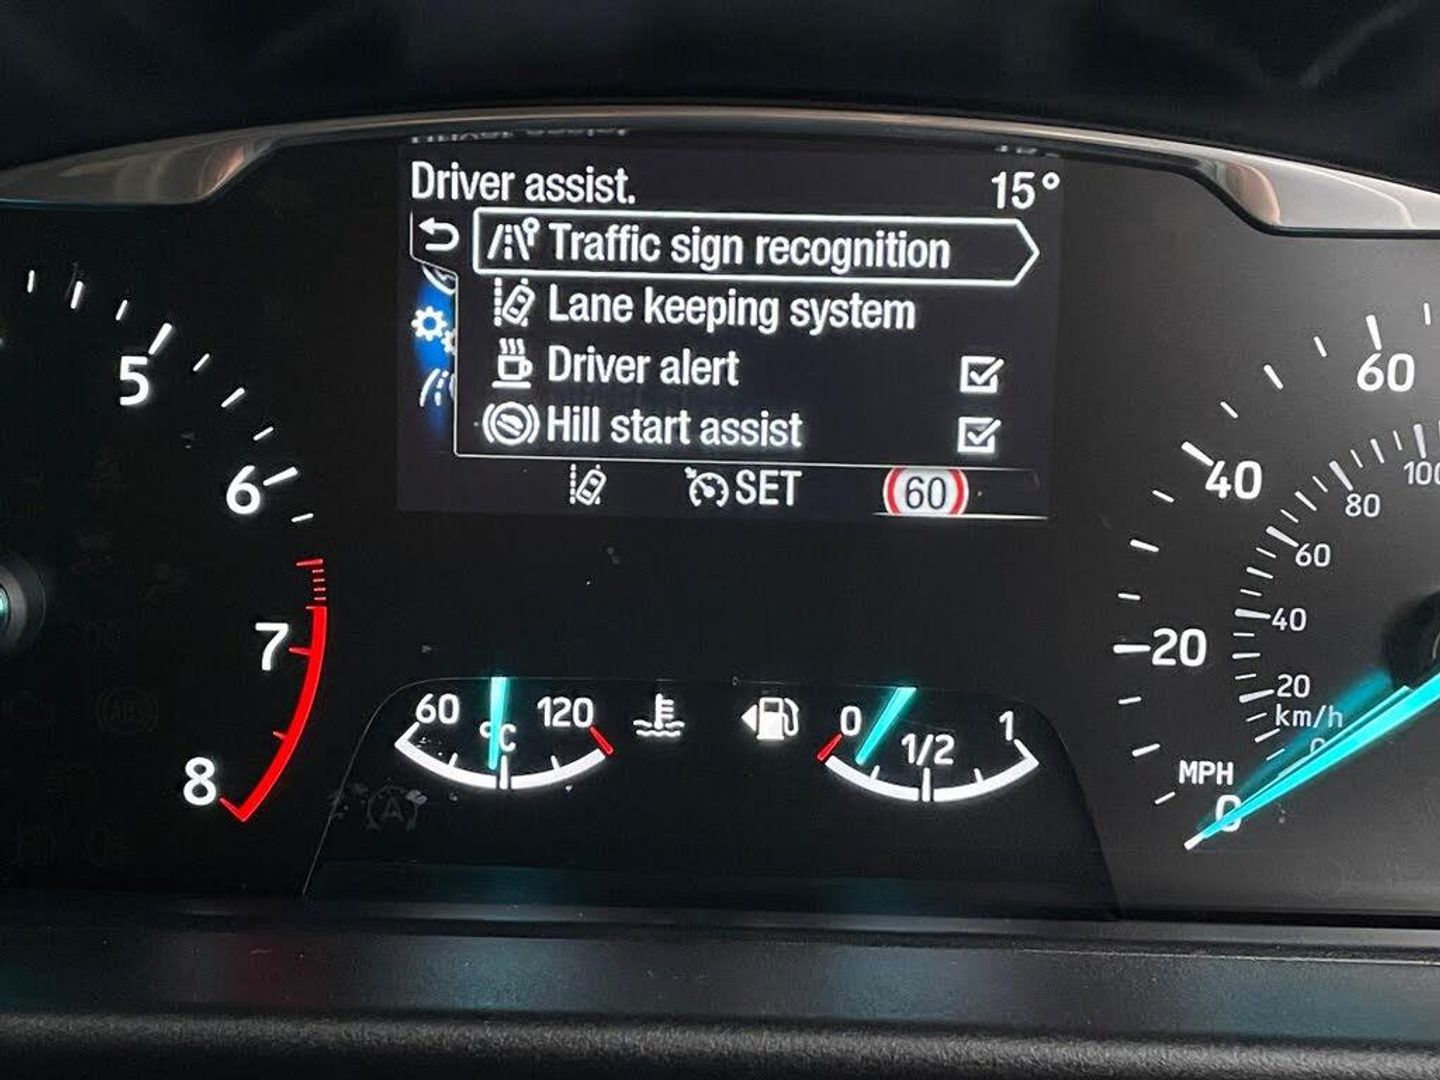 Driver assist.
15°
Traffic sign recognition
Lane keeping system
Driver alert
Hill start assist
SET
60
5
6
7
8
60
°C
120
0
1/2
1
60
40
20
MPH
0
100
80
60
40
20
km/h
0